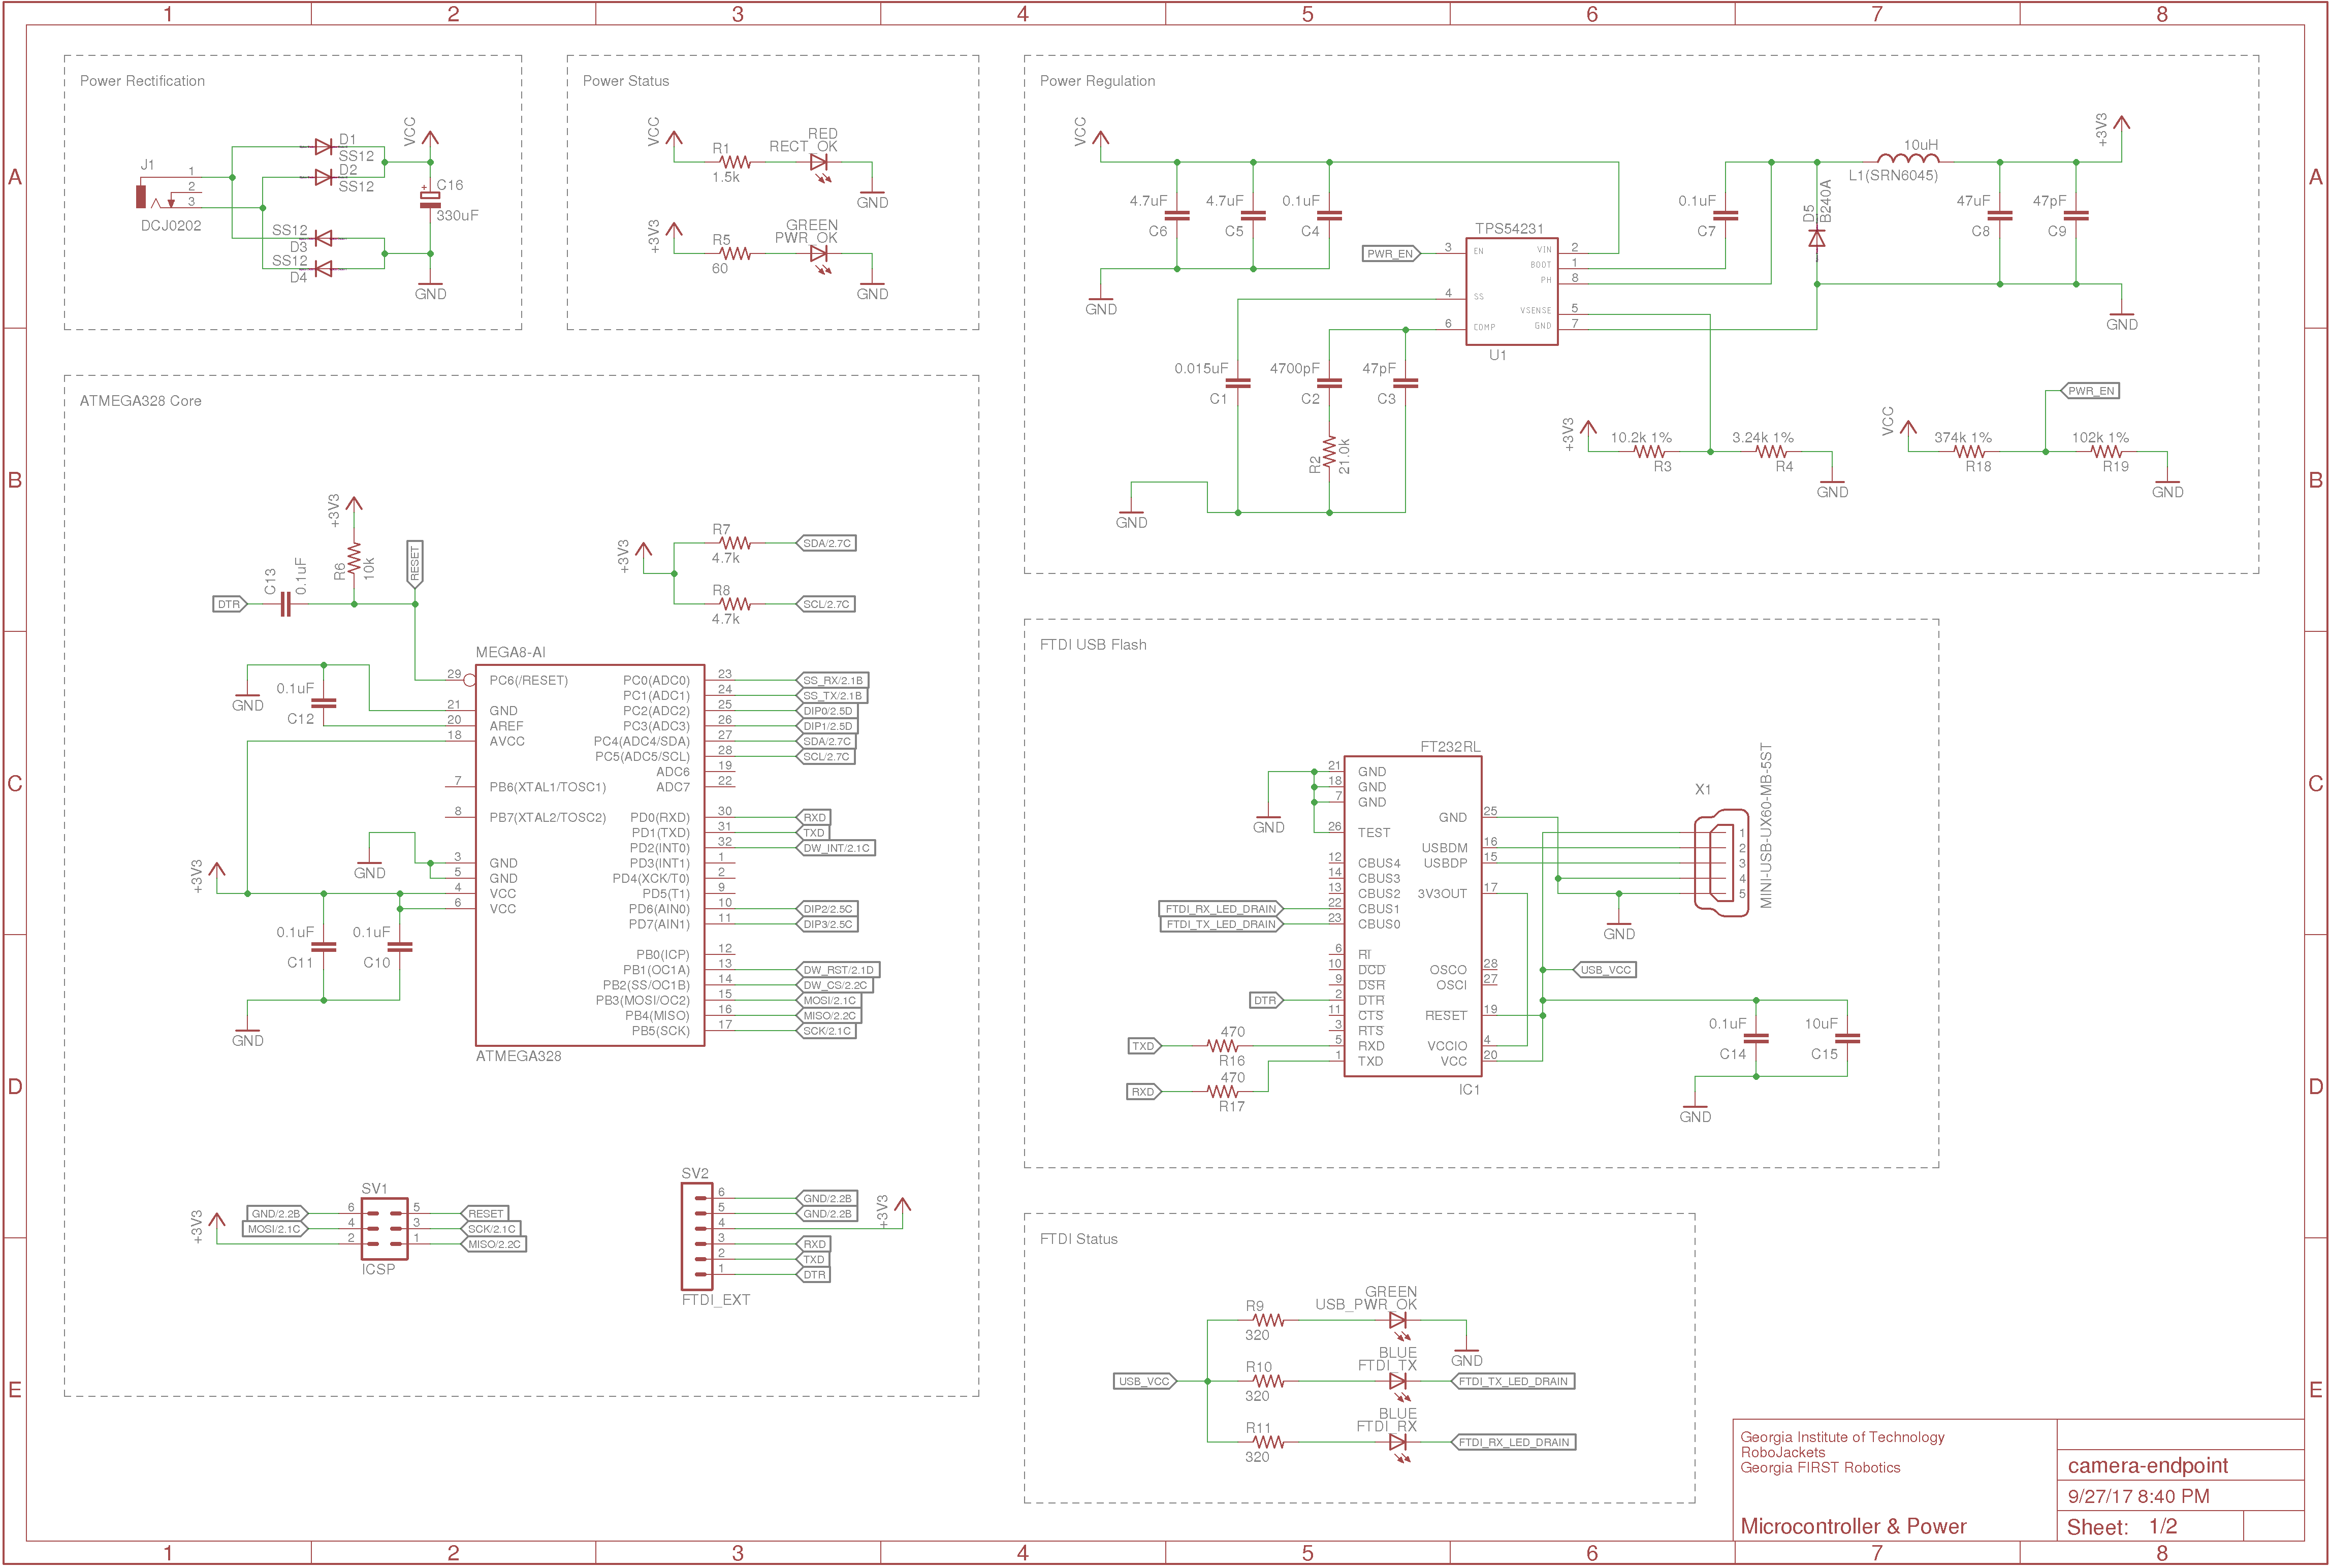 1 2 3 4 5 6 7 8
A
B
C
D
E
Power Rectification
J1
1
2
3
DCJ0202
D1
SS12
D2
SS12
SS12
D3
SS12
D4
VCC
C16
330uF
GND
Power Status
VCC
R1
1.5k
RED
RECT_OK
GND
+3V3
R5
60
GREEN
PWR_OK
GND
Power Regulation
VCC
4.7uF
C6
4.7uF
C5
0.1uF
C4
GND
PWR_EN
TPS54231
3 EN
4 SS
6 COMP
VIN 2
BOOT 1
PH 8
VSENSE 5
GND 7
U1
0.1uF
C7
D5
B240A
10uH
L1(SRN6045)
47uF
C8
47pF
C9
+3V3
GND
0.015uF
C1
4700pF
C2
47pF
C3
R2
21.0k
GND
+3V3
10.2k 1%
R3
3.24k 1%
R4
GND
VCC
374k 1%
R18
PWR_EN
102k 1%
R19
GND
ATMEGA328 Core
+3V3
R6
10k
C13
0.1uF
DTR
RESET
+3V3
R7
4.7k
SDA/2.7C
R8
4.7k
SCL/2.7C
MEGA8-AI
GND
0.1uF
C12
29 PC6(/RESET)
21 GND
20 AREF
18 AVCC
7 PB6(XTAL1/TOSC1)
8 PB7(XTAL2/TOSC2)
GND
3 GND
5 GND
4 VCC
6 VCC
+3V3
0.1uF
C11
0.1uF
C10
GND
PC0(ADC0) 23 SS_RX/2.1B
PC1(ADC1) 24 SS_TX/2.1B
PC2(ADC2) 25 DIP0/2.5D
PC3(ADC3) 26 DIP1/2.5D
PC4(ADC4/SDA) 27 SDA/2.7C
PC5(ADC5/SCL) 28 SCL/2.7C
ADC6 19
ADC7 22
PD0(RXD) 30 RXD
PD1(TXD) 31 TXD
PD2(INT0) 32 DW_INT/2.1C
PD3(INT1) 1
PD4(XCK/T0) 2
PD5(T1) 9
PD6(AIN0) 10 DIP2/2.5C
PD7(AIN1) 11 DIP3/2.5C
PB0(ICP) 12
PB1(OC1A) 13 DW_RST/2.1D
PB2(SS/OC1B) 14 DW_CS/2.2C
PB3(MOSI/OC2) 15 MOSI/2.1C
PB4(MISO) 16 MISO/2.2C
PB5(SCK) 17 SCK/2.1C
ATMEGA328
SV1
+3V3
GND/2.2B 6 5 RESET
MOSI/2.1C 4 3 SCK/2.1C
2 1 MISO/2.2C
ICSP
SV2
6 GND/2.2B
5 GND/2.2B
4 +3V3
3 RXD
2 TXD
1 DTR
FTDI_EXT
FTDI USB Flash
FT232RL
GND
21 GND
18 GND
7 GND
26 TEST
12 CBUS4
14 CBUS3
13 CBUS2
FTDI_RX_LED_DRAIN 22 CBUS1
FTDI_TX_LED_DRAIN 23 CBUS0
6 RI
10 DCD
9 DSR
DTR 2 DTR
11 CTS
3 RTS
TXD 470 R16 5 RXD
RXD 470 R17 1 TXD
GND 25
USBDM 16
USBDP 15
3V3OUT 17
OSCO 28
OSCI 27
RESET 19
VCCIO 4
VCC 20
IC1
X1
1
2
3
4
5
MINI-USB-UX60-MB-5ST
GND
USB_VCC
0.1uF
C14
10uF
C15
GND
FTDI Status
USB_VCC
R9
320
GREEN
USB_PWR_OK
GND
R10
320
BLUE
FTDI_TX
FTDI_TX_LED_DRAIN
R11
320
BLUE
FTDI_RX
FTDI_RX_LED_DRAIN
Georgia Institute of Technology
RoboJackets
Georgia FIRST Robotics
Microcontroller & Power
camera-endpoint
9/27/17 8:40 PM
Sheet: 1/2
A
B
C
D
E
1 2 3 4 5 6 7 8